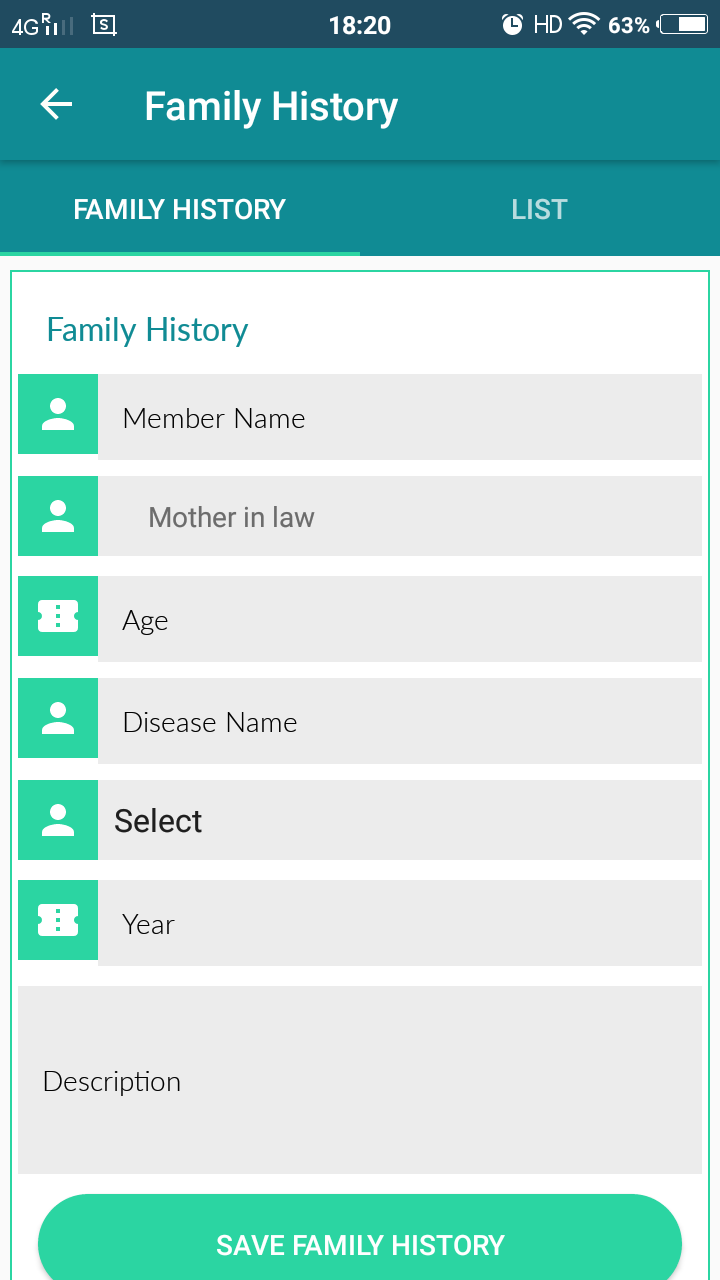 4G R S 18:20 HD 63%
Family History
FAMILY HISTORY LIST
Family History
Member Name
Mother in law
Age
Disease Name
Select
Year
Description
SAVE FAMILY HISTORY